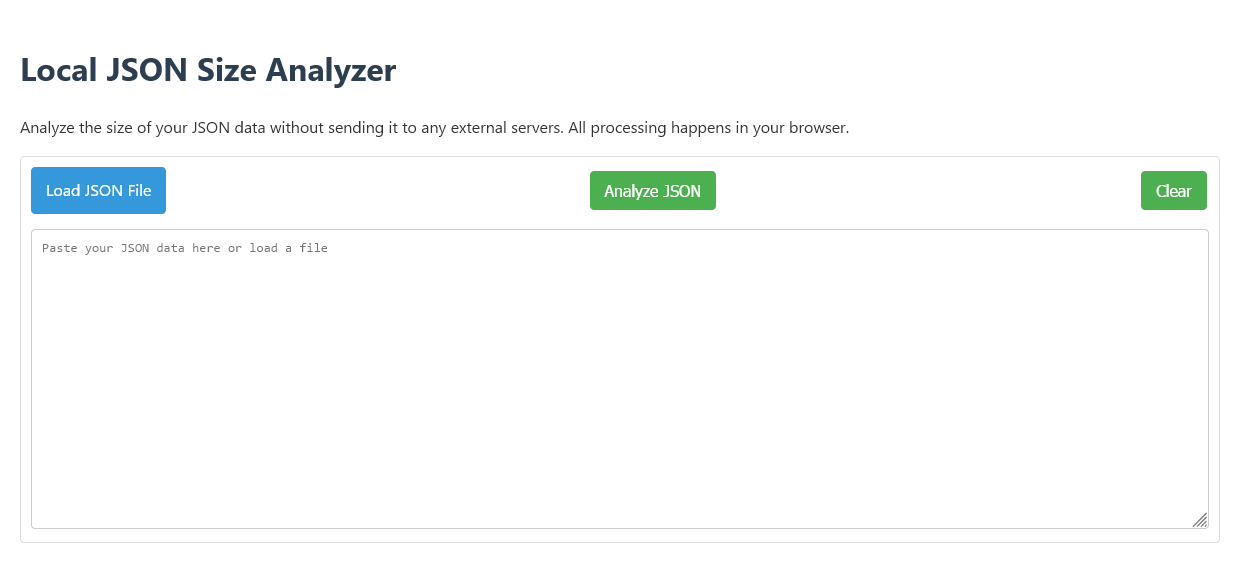 Local JSON Size Analyzer
Analyze the size of your JSON data without sending it to any external servers. All processing happens in your browser.
Load JSON File
Analyze JSON
Clear
Paste your JSON data here or load a file